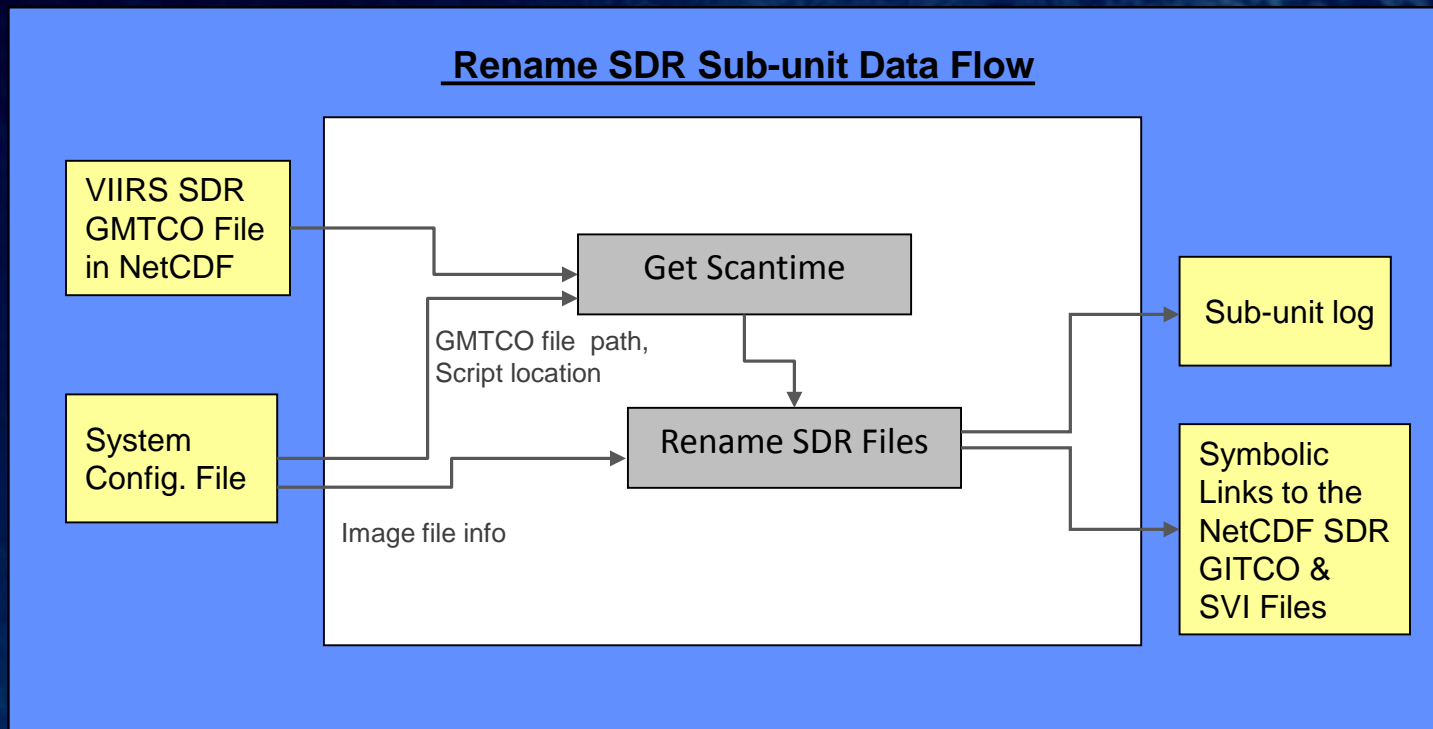 Rename SDR Sub-unit Data Flow
VIIRS SDR
GMTCO File
in NetCDF
System
Config. File
GMTCO file path,
Script location
Image file info
Get Scantime
Rename SDR Files
Sub-unit log
Symbolic
Links to the
NetCDF SDR
GITCO &
SVI Files